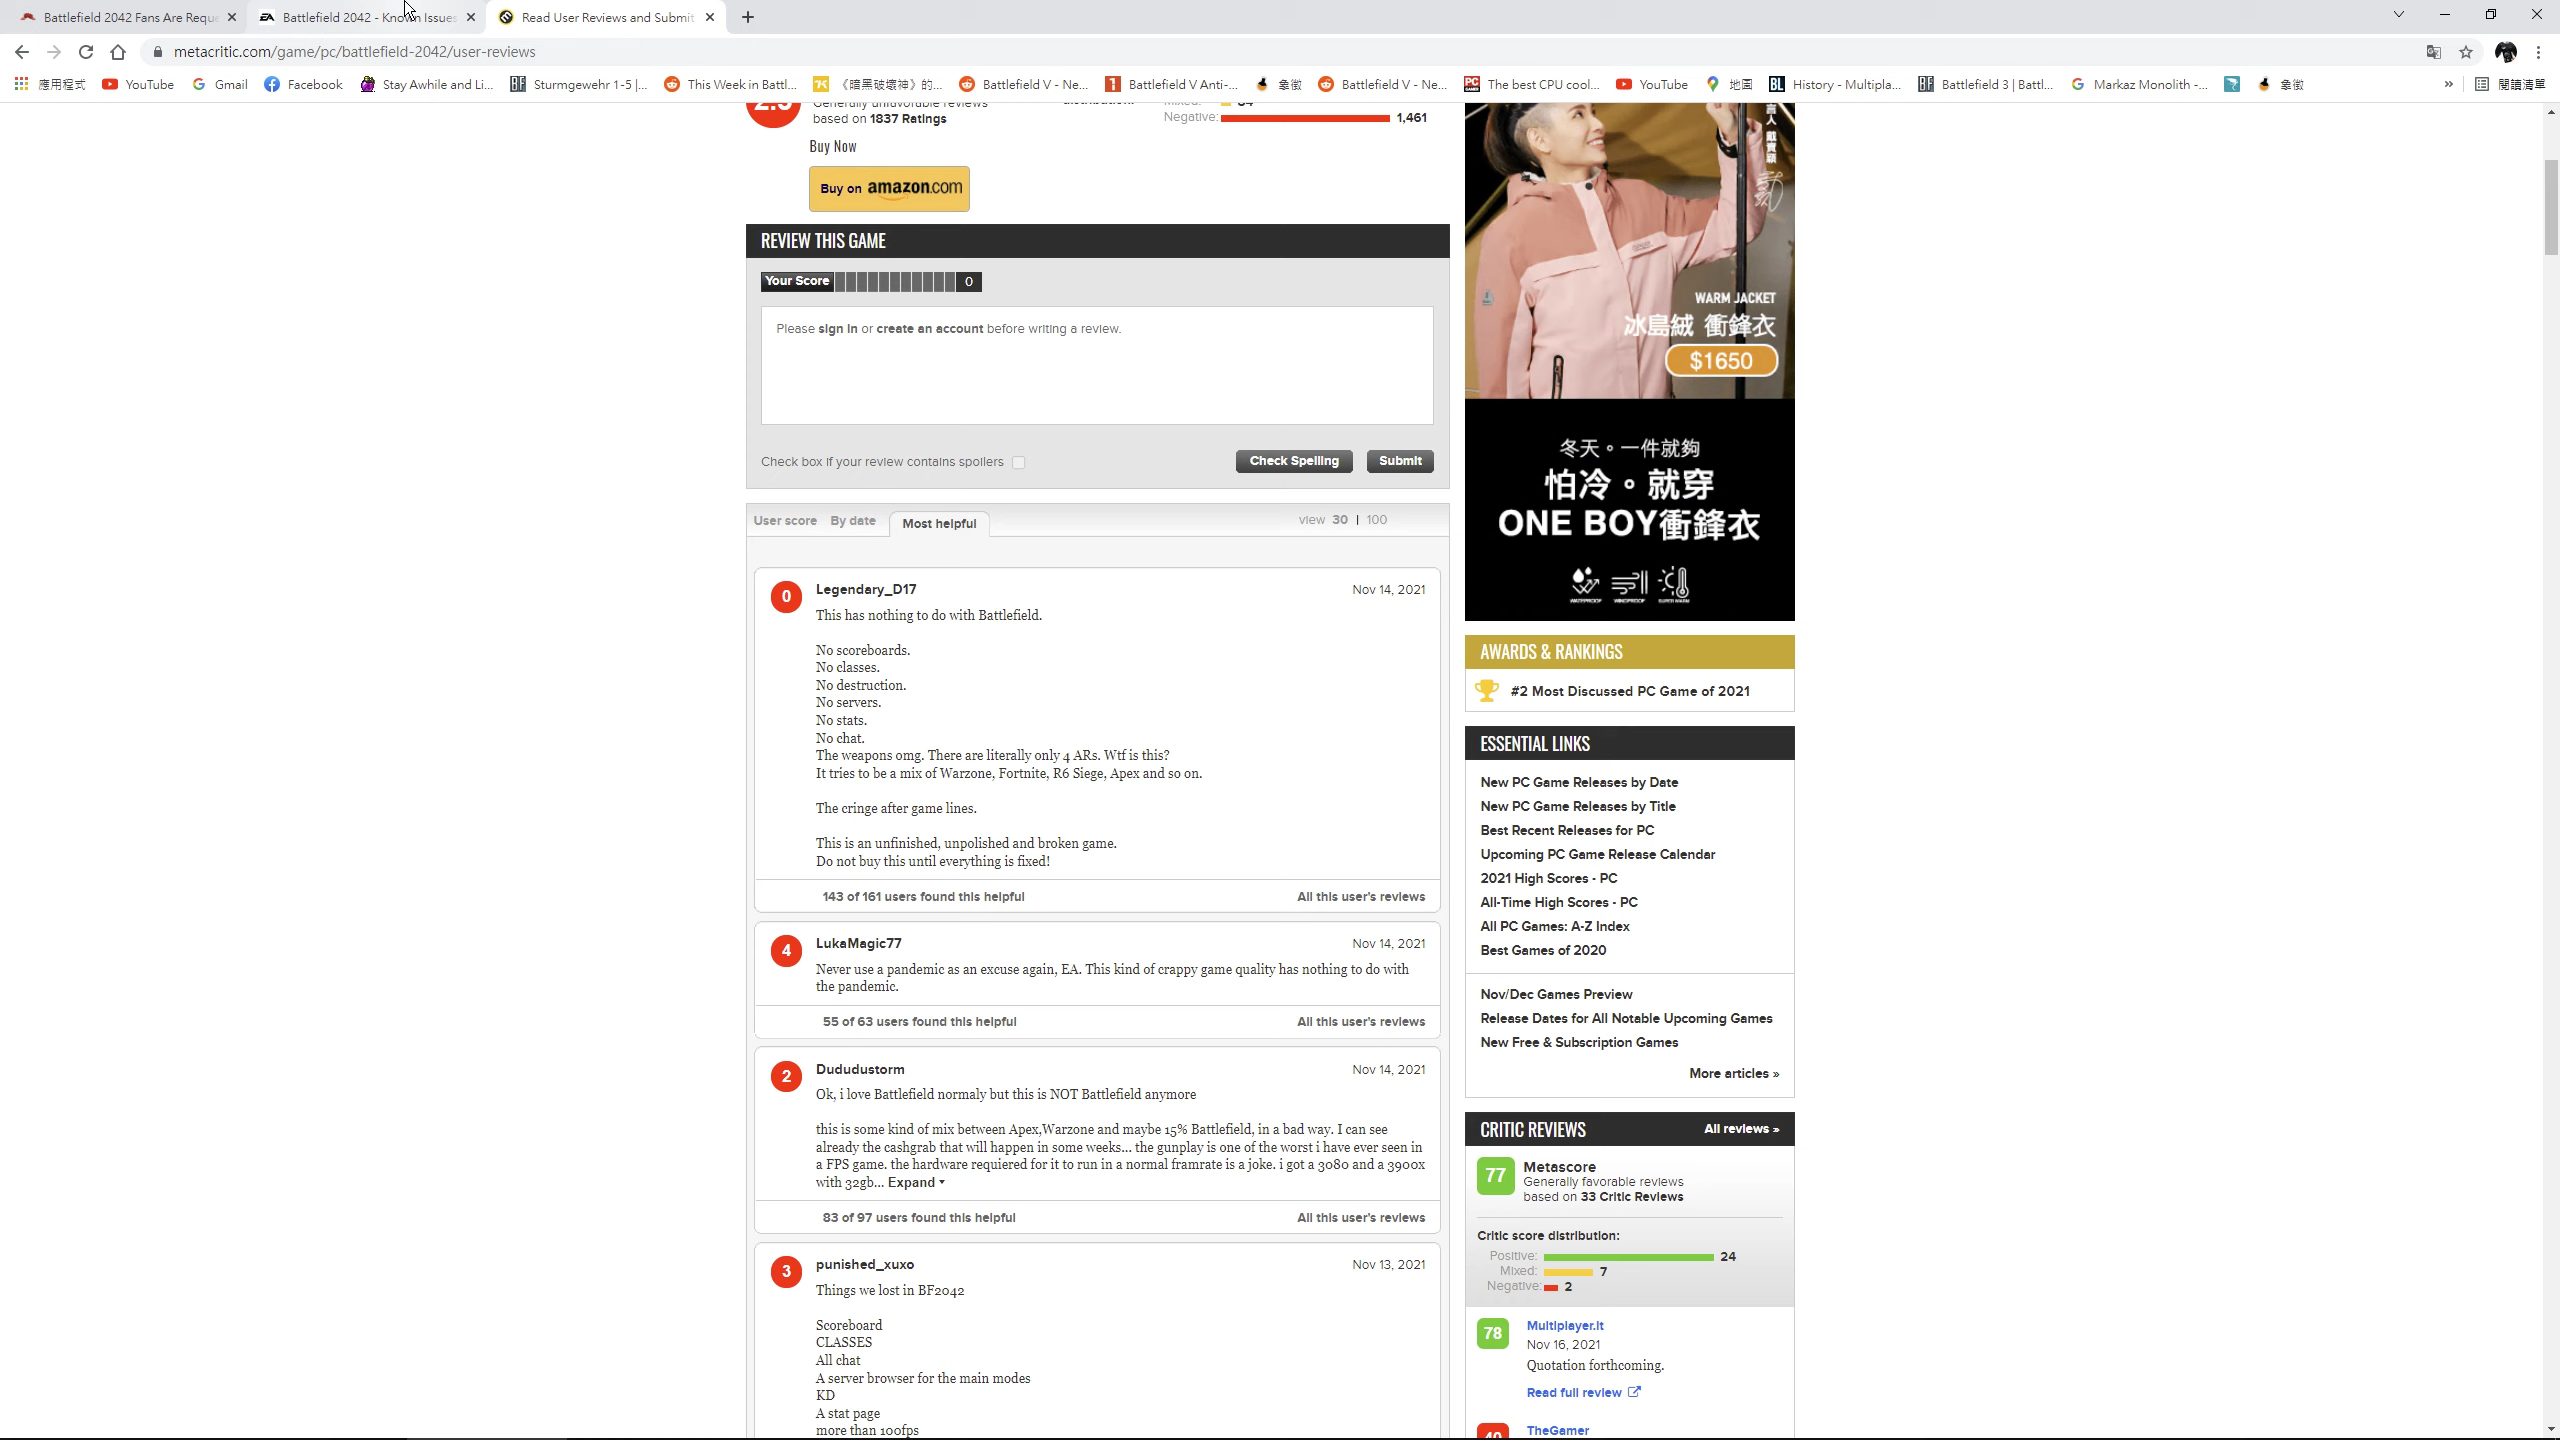 Battlefield 2042 Fans Are Reque
Battlefield 2042 - Known Issues
Read User Reviews and Submit
metacritic.com/game/pc/battlefield-2042/user-reviews
應用程式
YouTube
Gmail
Facebook
Stay Awhile and Li...
Sturmgewehr 1-5 |...
This Week in Battl...
《暗黑破壞神》的...
Battlefield V - Ne...
Battlefield V Anti-...
象徵
Battlefield V - Ne...
The best CPU cool...
YouTube
地圖
History - Multipla...
Battlefield 3 | Battl...
Markaz Monolith -...
象徵
»
閱讀清單
Generally unfavorable reviews
based on 1837 Ratings
Mixed: 84
Negative: 1,461
Buy Now
Buy on amazon.com
REVIEW THIS GAME
Your Score 0
Please sign in or create an account before writing a review.
Check box if your review contains spoilers
Check Spelling
Submit
User score
By date
Most helpful
view 30 | 100
0
Legendary_D17
Nov 14, 2021
This has nothing to do with Battlefield.
No scoreboards.
No classes.
No destruction.
No servers.
No stats.
No chat.
The weapons omg. There are literally only 4 ARs. Wtf is this?
It tries to be a mix of Warzone, Fortnite, R6 Siege, Apex and so on.
The cringe after game lines.
This is an unfinished, unpolished and broken game.
Do not buy this until everything is fixed!
143 of 161 users found this helpful
All this user's reviews
4
LukaMagic77
Nov 14, 2021
Never use a pandemic as an excuse again, EA. This kind of crappy game quality has nothing to do with
the pandemic.
55 of 63 users found this helpful
All this user's reviews
2
Dududustorm
Nov 14, 2021
Ok, i love Battlefield normaly but this is NOT Battlefield anymore
this is some kind of mix between Apex,Warzone and maybe 15% Battlefield, in a bad way. I can see
already the cashgrab that will happen in some weeks... the gunplay is one of the worst i have ever seen in
a FPS game. the hardware requiered for it to run in a normal framrate is a joke. i got a 3080 and a 3900x
with 32gb... Expand
83 of 97 users found this helpful
All this user's reviews
3
punished_xuxo
Nov 13, 2021
Things we lost in BF2042
Scoreboard
CLASSES
All chat
A server browser for the main modes
KD
A stat page
more than 100fps
WARM JACKET
冰島絨 衝鋒衣
$1650
冬天。一件就夠
怕冷。就穿
ONE BOY衝鋒衣
WATERPROOF
WINDPROOF
SUPER WARM
AWARDS & RANKINGS
#2 Most Discussed PC Game of 2021
ESSENTIAL LINKS
New PC Game Releases by Date
New PC Game Releases by Title
Best Recent Releases for PC
Upcoming PC Game Release Calendar
2021 High Scores - PC
All-Time High Scores - PC
All PC Games: A-Z Index
Best Games of 2020
Nov/Dec Games Preview
Release Dates for All Notable Upcoming Games
New Free & Subscription Games
More articles »
CRITIC REVIEWS
All reviews »
77
Metascore
Generally favorable reviews
based on 33 Critic Reviews
Critic score distribution:
Positive: 24
Mixed: 7
Negative: 2
78
Multiplayer.it
Nov 16, 2021
Quotation forthcoming.
Read full review
40
TheGamer